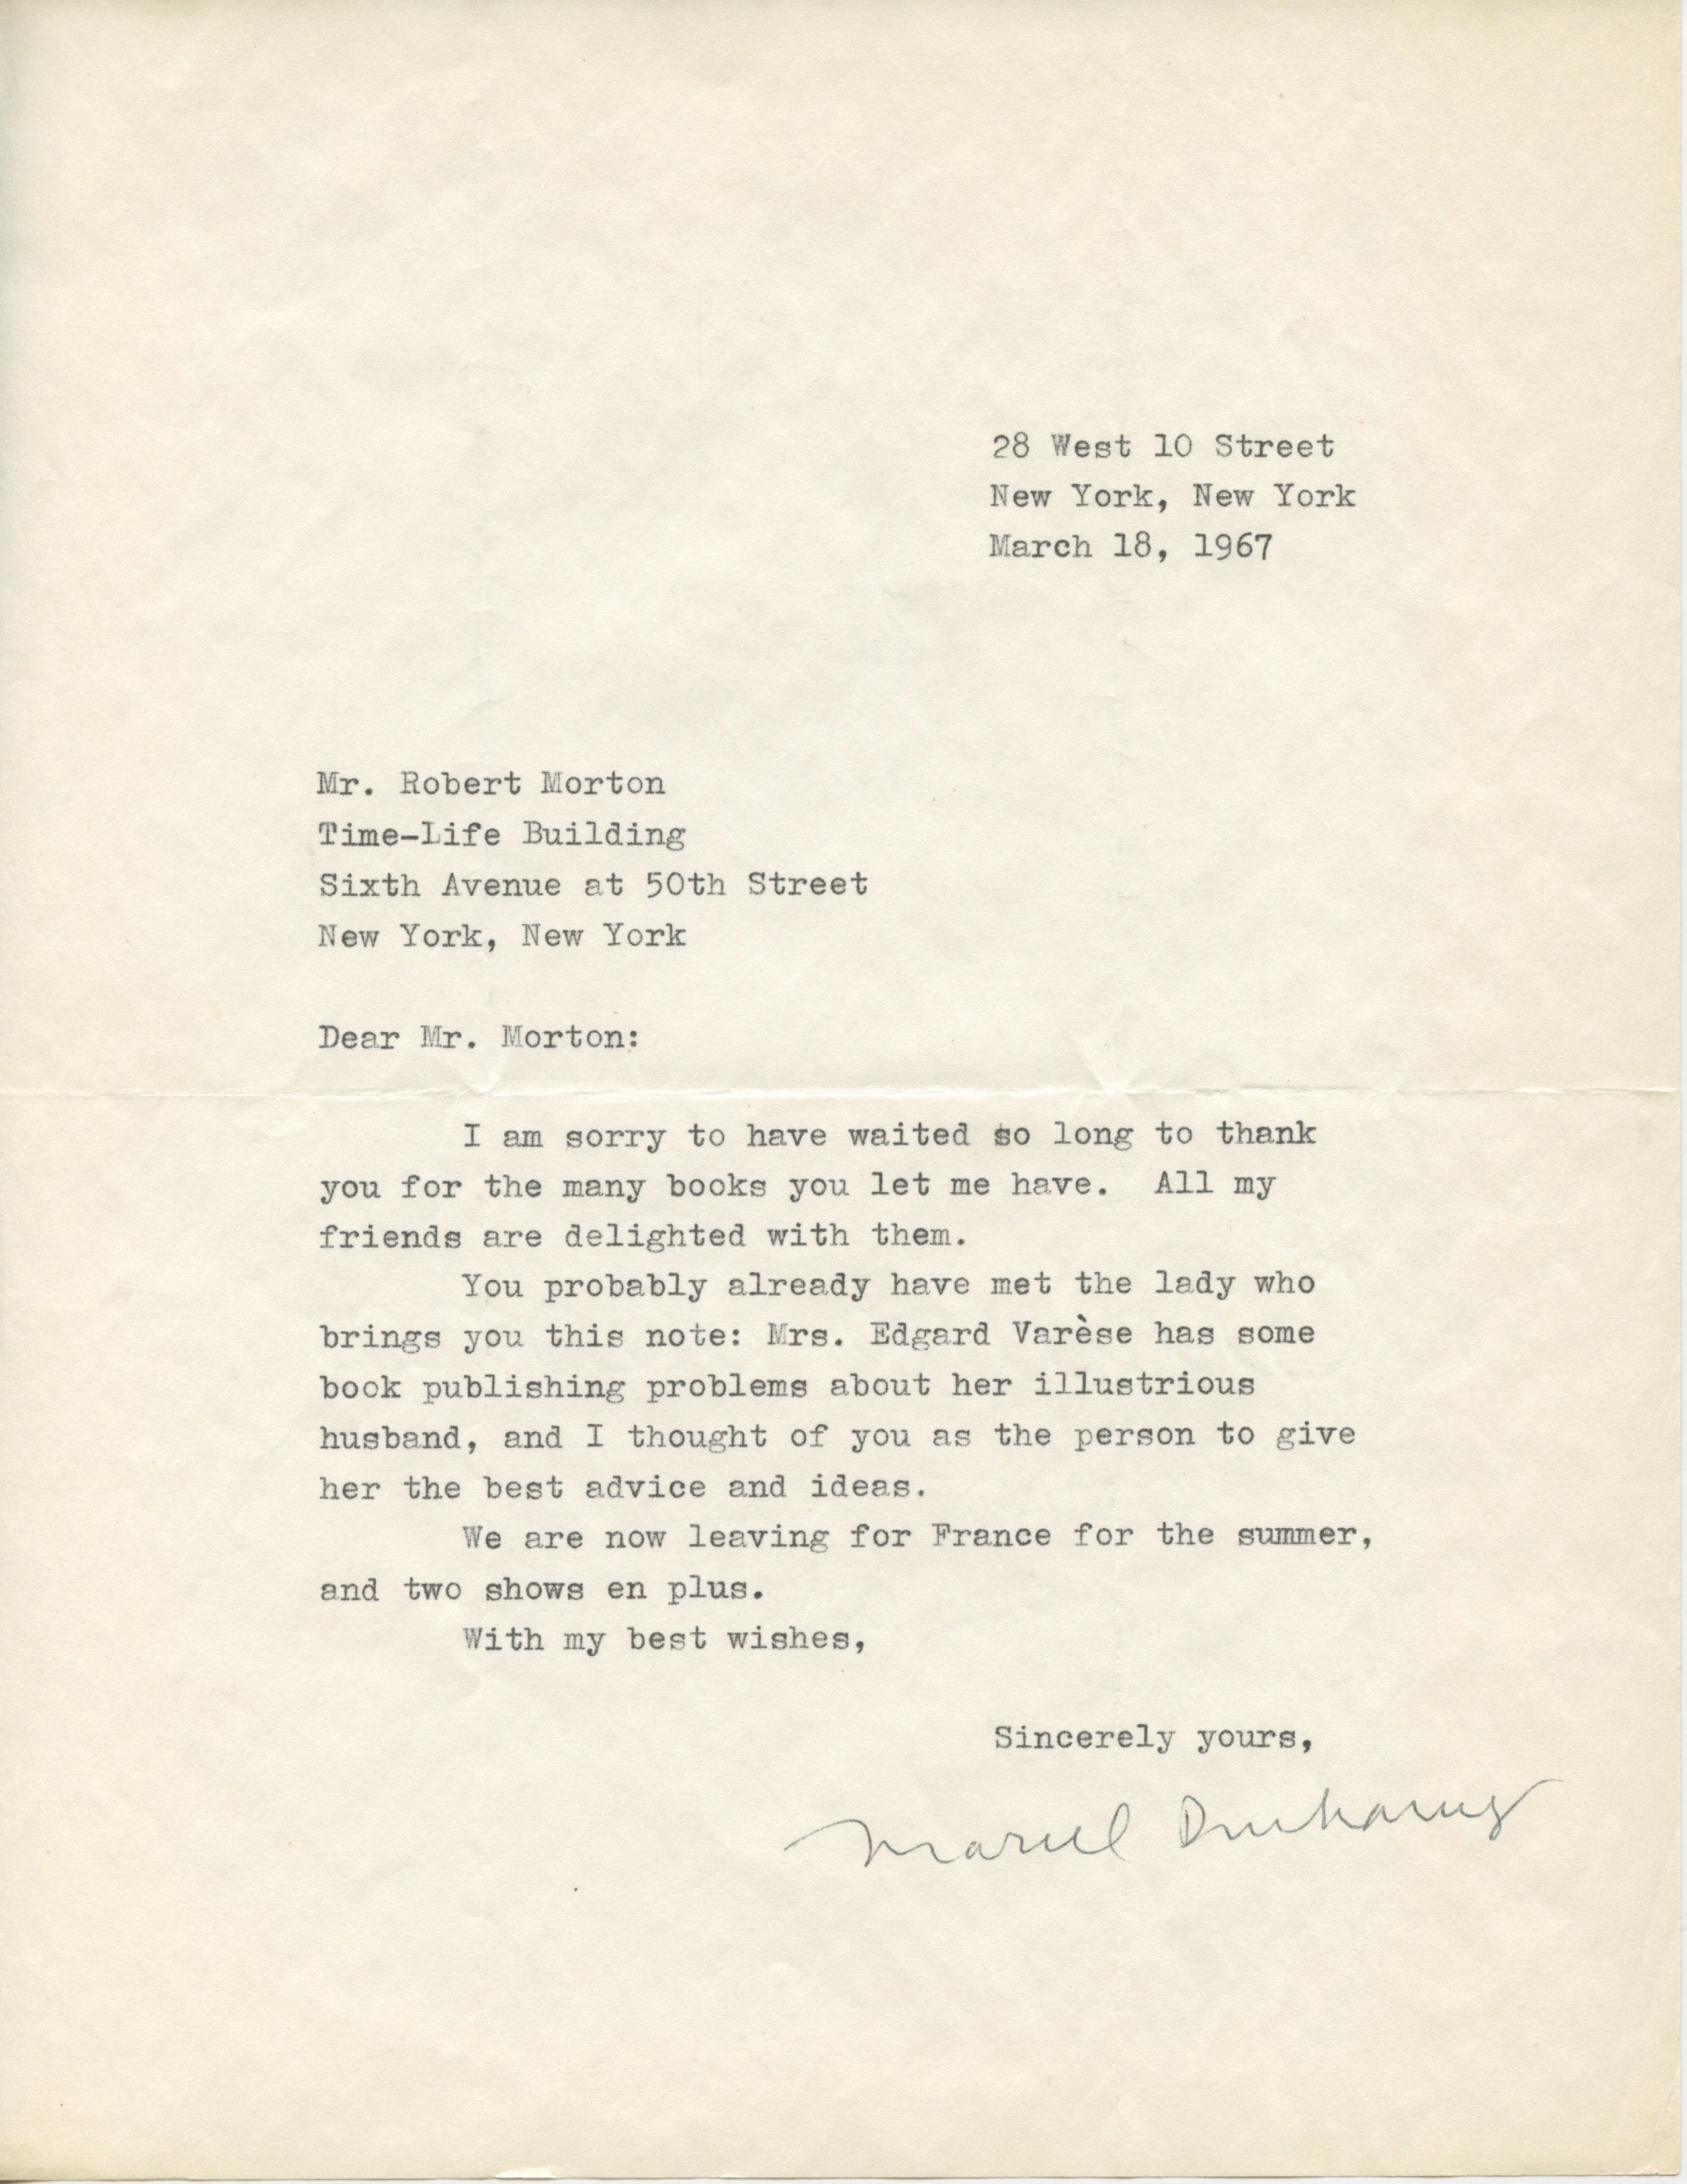 28 West 10 Street
New York, New York
March 18, 1967
Mr. Robert Morton
Time-Life Building
Sixth Avenue at 50th Street
New York, New York
Dear Mr. Morton:
I am sorry to have waited so long to thank
you for the many books you let me have. All my
friends are delighted with them.
You probably already have met the lady who
brings you this note: Mrs. Edgard Varèse has some
book publishing problems about her illustrious
husband, and I thought of you as the person to give
her the best advice and ideas.
We are now leaving for France for the summer,
and two shows en plus.
With my best wishes,
Sincerely yours,
Marcel Duchamp